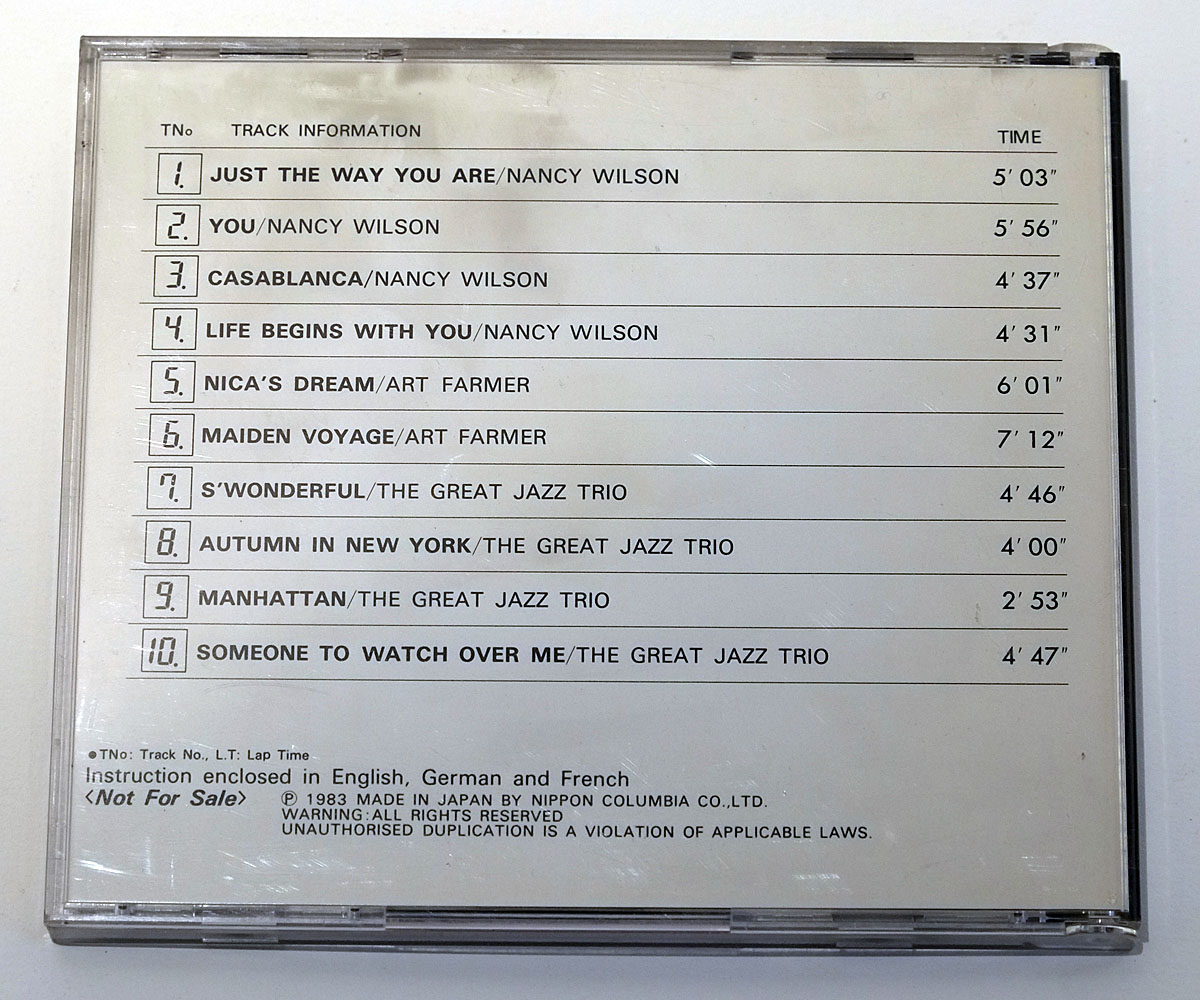 TNo TRACK INFORMATION TIME
1. JUST THE WAY YOU ARE/NANCY WILSON 5′ 03″
2. YOU/NANCY WILSON 5′ 56″
3. CASABLANCA/NANCY WILSON 4′ 37″
4. LIFE BEGINS WITH YOU/NANCY WILSON 4′ 31″
5. NICA'S DREAM/ART FARMER 6′ 01″
6. MAIDEN VOYAGE/ART FARMER 7′ 12″
7. S'WONDERFUL/THE GREAT JAZZ TRIO 4′ 46″
8. AUTUMN IN NEW YORK/THE GREAT JAZZ TRIO 4′ 00″
9. MANHATTAN/THE GREAT JAZZ TRIO 2′ 53″
10. SOMEONE TO WATCH OVER ME/THE GREAT JAZZ TRIO 4′ 47″
●TNo: Track No., L.T: Lap Time
Instruction enclosed in English, German and French
<Not For Sale> ℗ 1983 MADE IN JAPAN BY NIPPON COLUMBIA CO.,LTD.
WARNING:ALL RIGHTS RESERVED
UNAUTHORISED DUPLICATION IS A VIOLATION OF APPLICABLE LAWS.